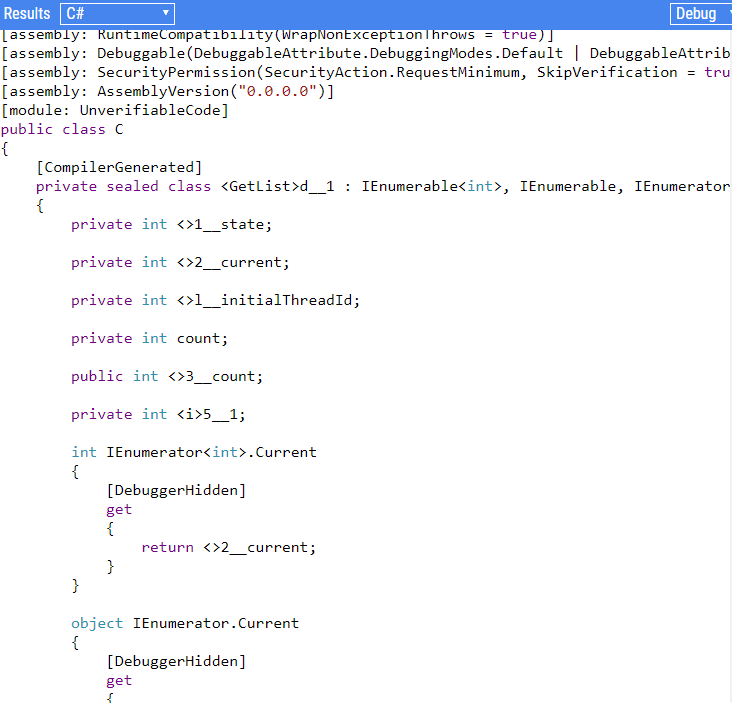 Results C# Debug
[assembly: RuntimeCompatibility(WrapNonExceptionThrows = true)]
[assembly: Debuggable(DebuggableAttribute.DebuggingModes.Default | DebuggableAttrib
[assembly: SecurityPermission(SecurityAction.RequestMinimum, SkipVerification = tru
[assembly: AssemblyVersion("0.0.0.0")]
[module: UnverifiableCode]
public class C
{
    [CompilerGenerated]
    private sealed class <GetList>d__1 : IEnumerable<int>, IEnumerable, IEnumerator
    {
        private int <>1__state;
        private int <>2__current;
        private int <>l__initialThreadId;
        private int count;
        public int <>3__count;
        private int <i>5__1;
        int IEnumerator<int>.Current
        {
            [DebuggerHidden]
            get
            {
                return <>2__current;
            }
        }
        object IEnumerator.Current
        {
            [DebuggerHidden]
            get
            {